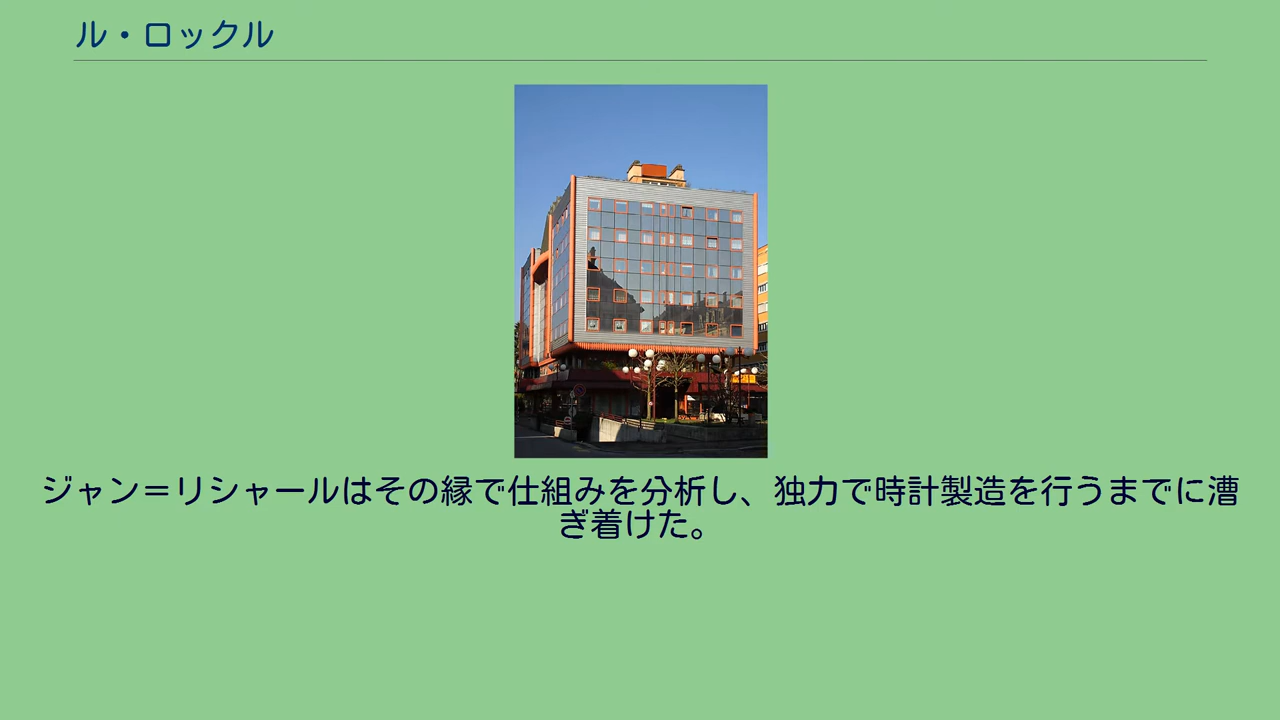 ル・ロックル
ジャン＝リシャールはその縁で仕組みを分析し、独力で時計製造を行うまでに漕
ぎ着けた。